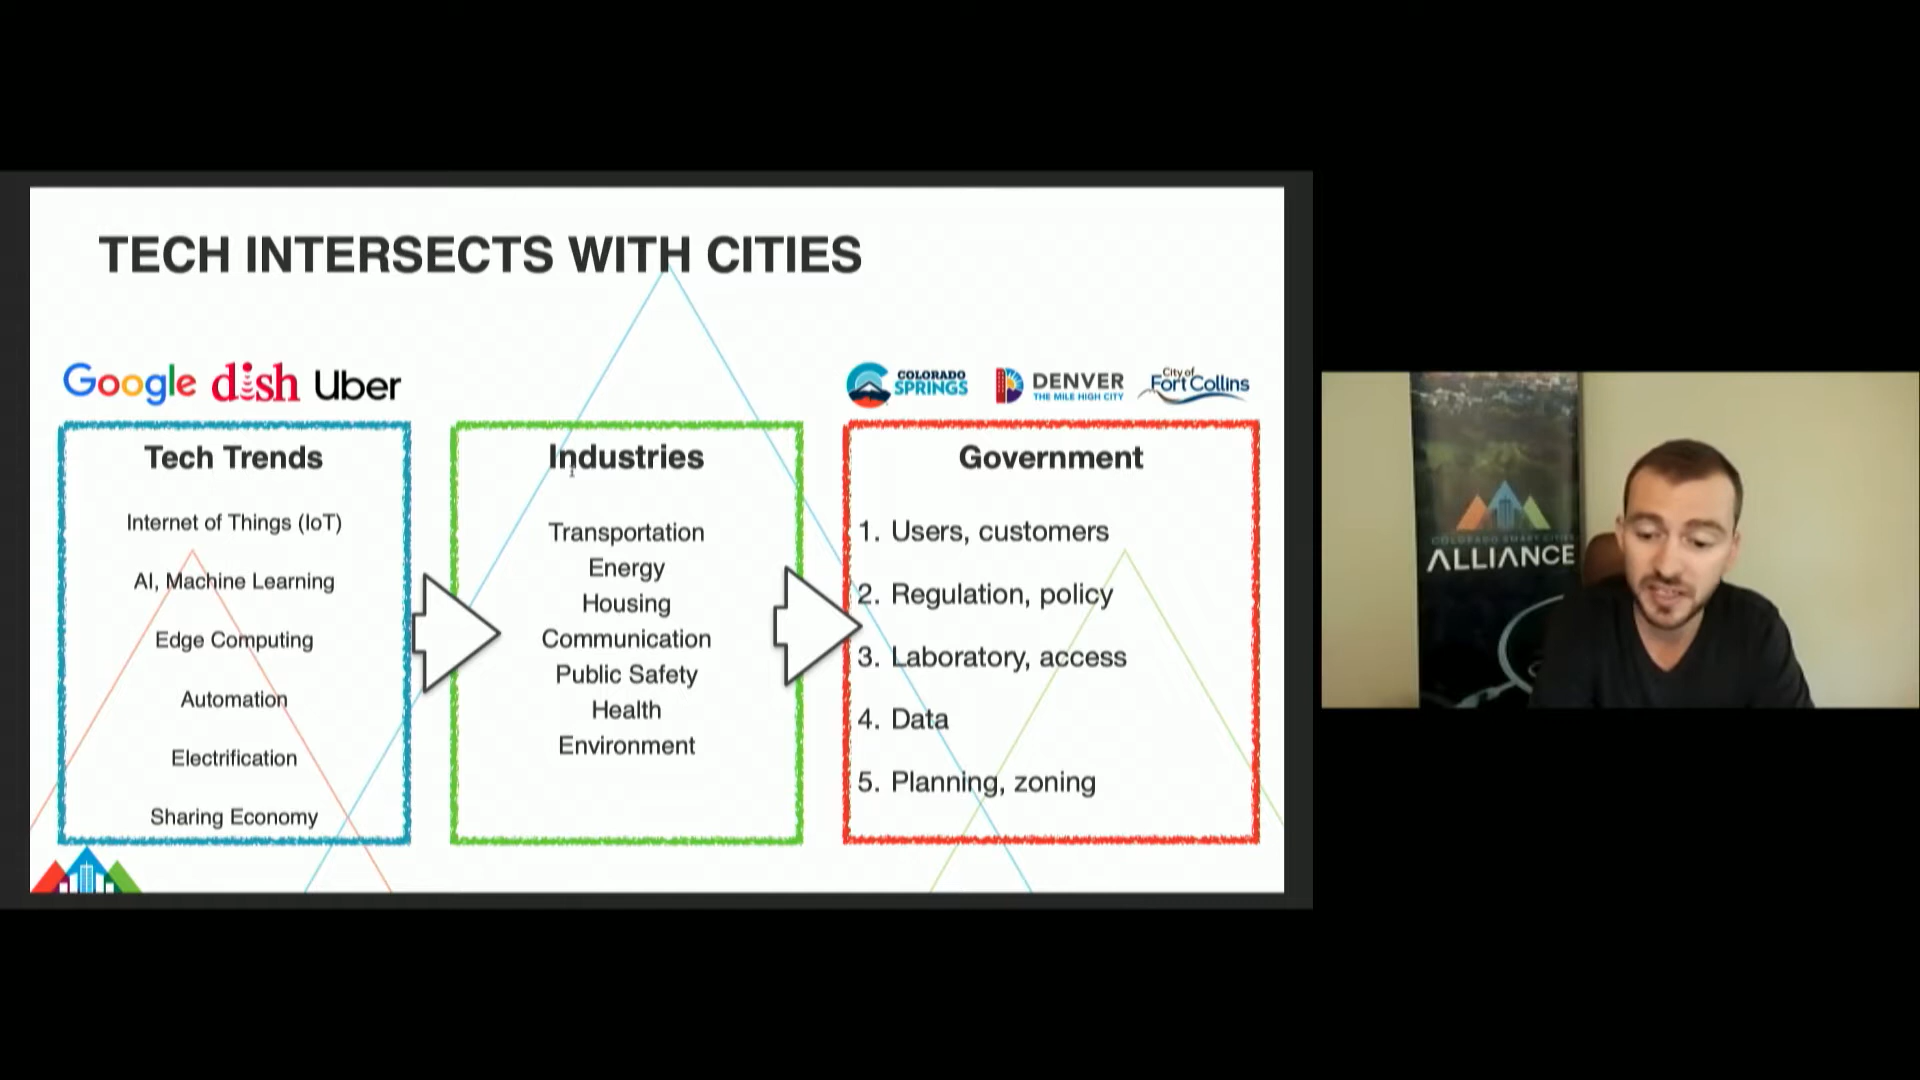 TECH INTERSECTS WITH CITIES
Google dish Uber
COLORADO SPRINGS
DENVER
THE MILE HIGH CITY
City of
Fort Collins
Tech Trends
Internet of Things (IoT)
AI, Machine Learning
Edge Computing
Automation
Electrification
Sharing Economy
Industries
Transportation
Energy
Housing
Communication
Public Safety
Health
Environment
Government
1. Users, customers
2. Regulation, policy
3. Laboratory, access
4. Data
5. Planning, zoning
COLORADO SMART CITIES
ALLIANCE